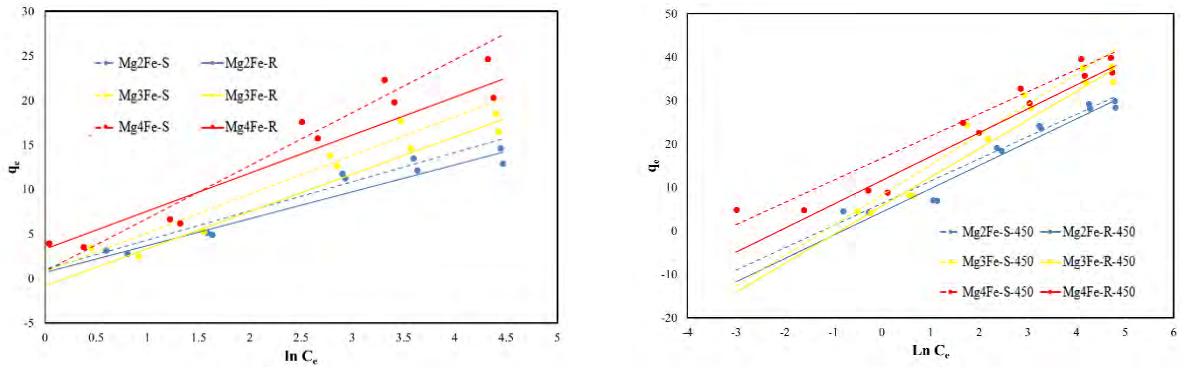 30
25
20
15
10
5
0
-5
qe
Mg2Fe-S
Mg2Fe-R
Mg3Fe-S
Mg3Fe-R
Mg4Fe-S
Mg4Fe-R
0 0.5 1 1.5 2 2.5 3 3.5 4 4.5 5
ln Ce
50
40
30
20
10
0
-10
-20
qe
Mg2Fe-S-450
Mg2Fe-R-450
Mg3Fe-S-450
Mg3Fe-R-450
Mg4Fe-S-450
Mg4Fe-R-450
-4 -3 -2 -1 0 1 2 3 4 5 6
Ln Ce